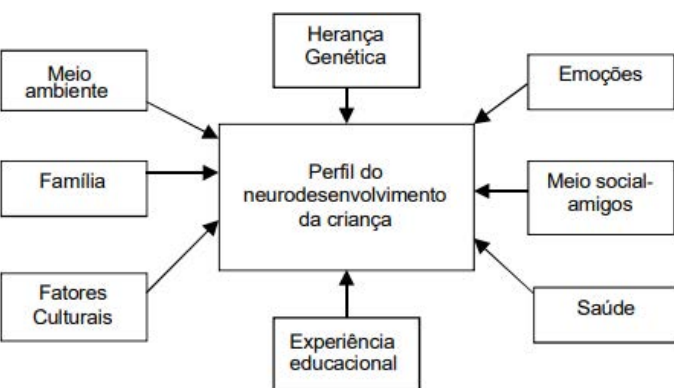 Herança
Genética
Meio
ambiente
Emoções
Família
Perfil do
neurodesenvolvimento
da criança
Meio social-
amigos
Fatores
Culturais
Experiência
educacional
Saúde